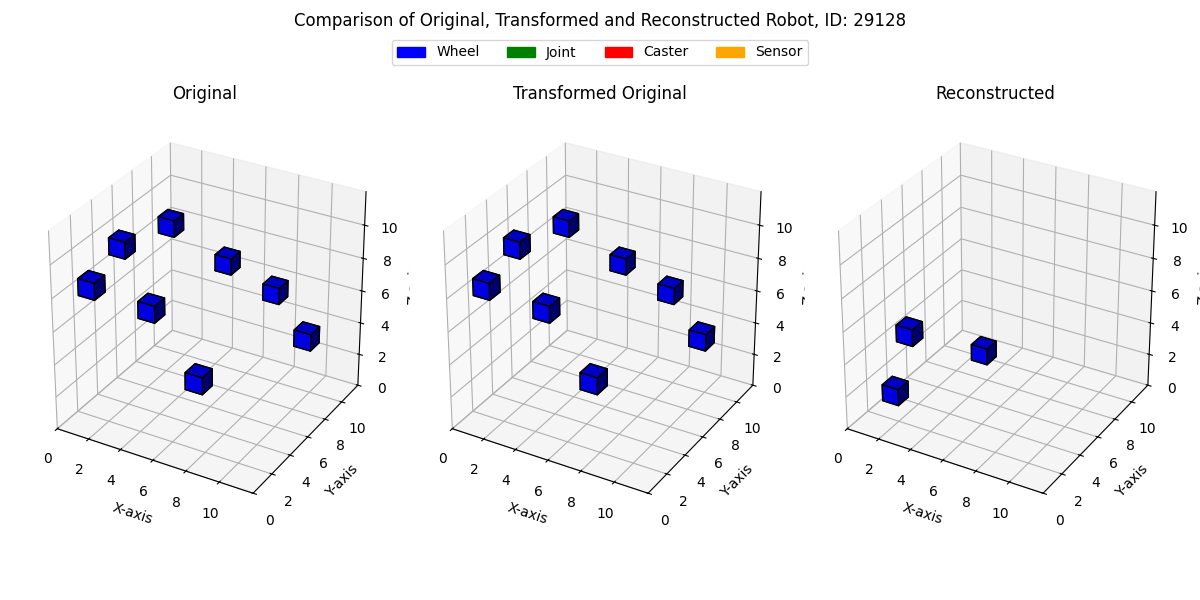 Comparison of Original, Transformed and Reconstructed Robot, ID: 29128
Wheel Joint Caster Sensor
Original
Transformed Original
Reconstructed
0 2 4 6 8 10
X-axis
0 2 4 6 8 10
Y-axis
0 2 4 6 8 10
0 2 4 6 8 10
X-axis
0 2 4 6 8 10
Y-axis
0 2 4 6 8 10
0 2 4 6 8 10
X-axis
0 2 4 6 8 10
Y-axis
0 2 4 6 8 10